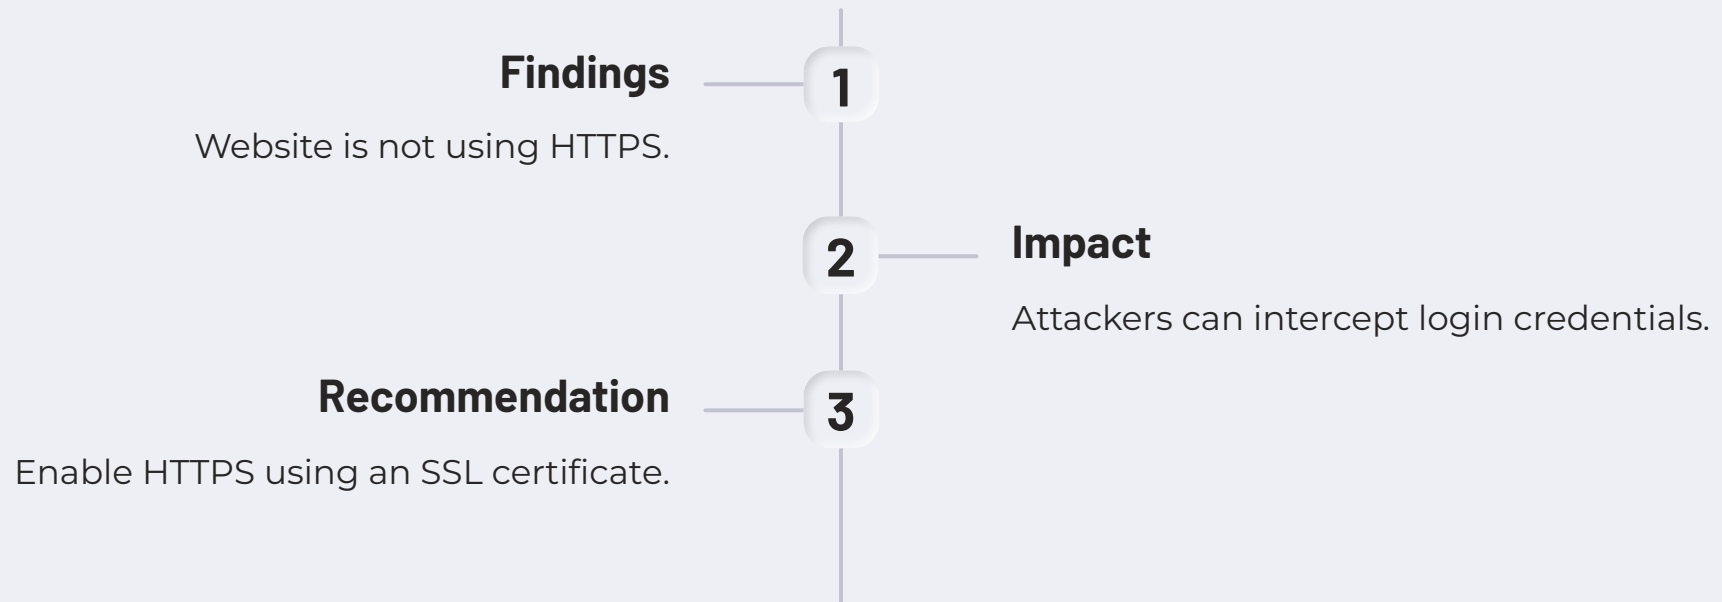 Findings
1
Website is not using HTTPS.
2
Impact
Attackers can intercept login credentials.
Recommendation
3
Enable HTTPS using an SSL certificate.